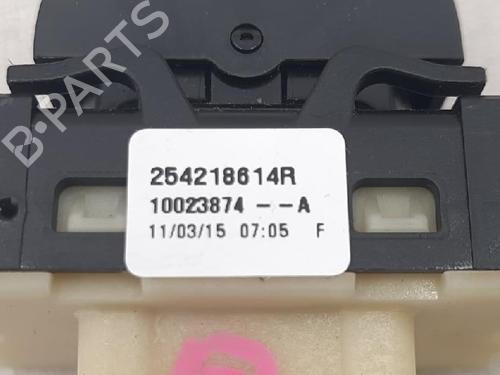 B-PARTS
254218614R
10023874 --A
11/03/15 07:05 F